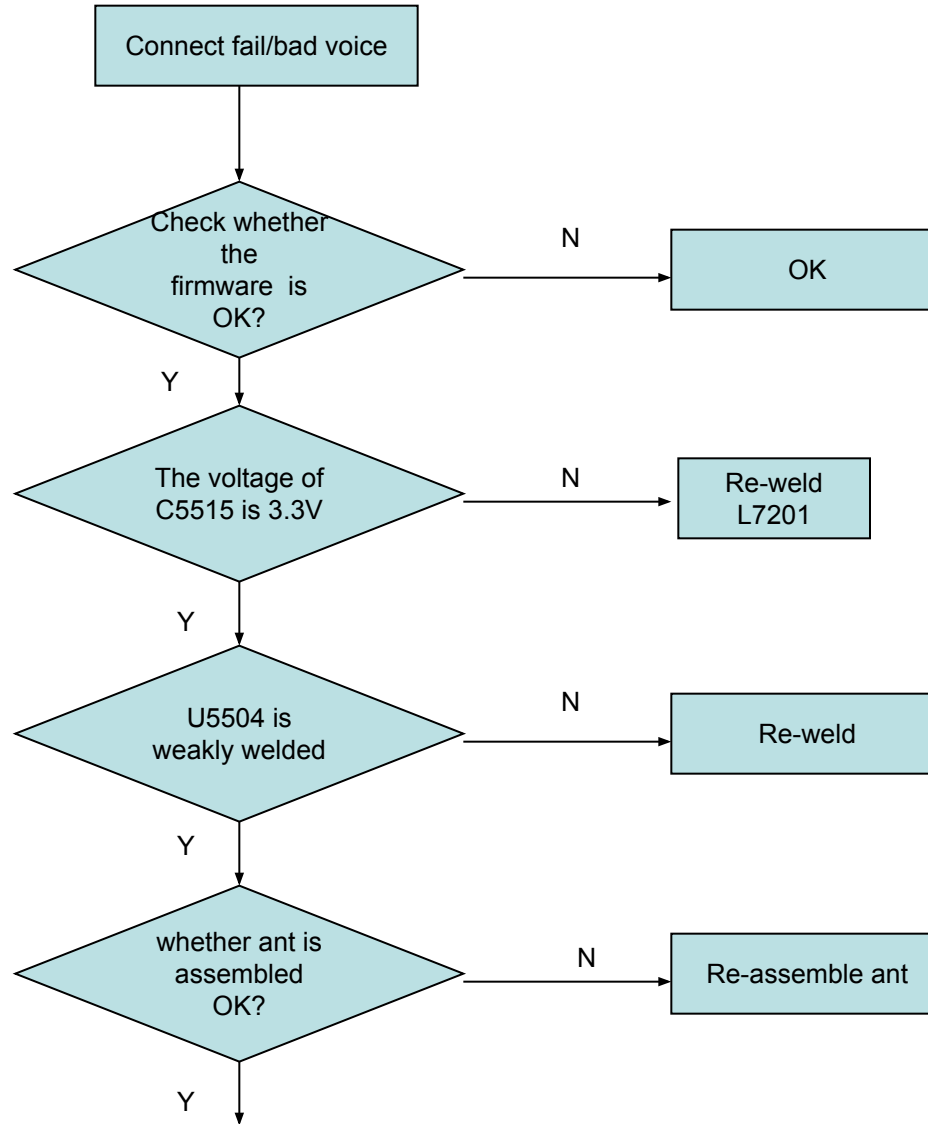 Connect fail/bad voice
Check whether
the
firmware is
OK?
N
OK
Y
The voltage of
C5515 is 3.3V
N
Re-weld
L7201
Y
U5504 is
weakly welded
N
Re-weld
Y
whether ant is
assembled
OK?
N
Re-assemble ant
Y